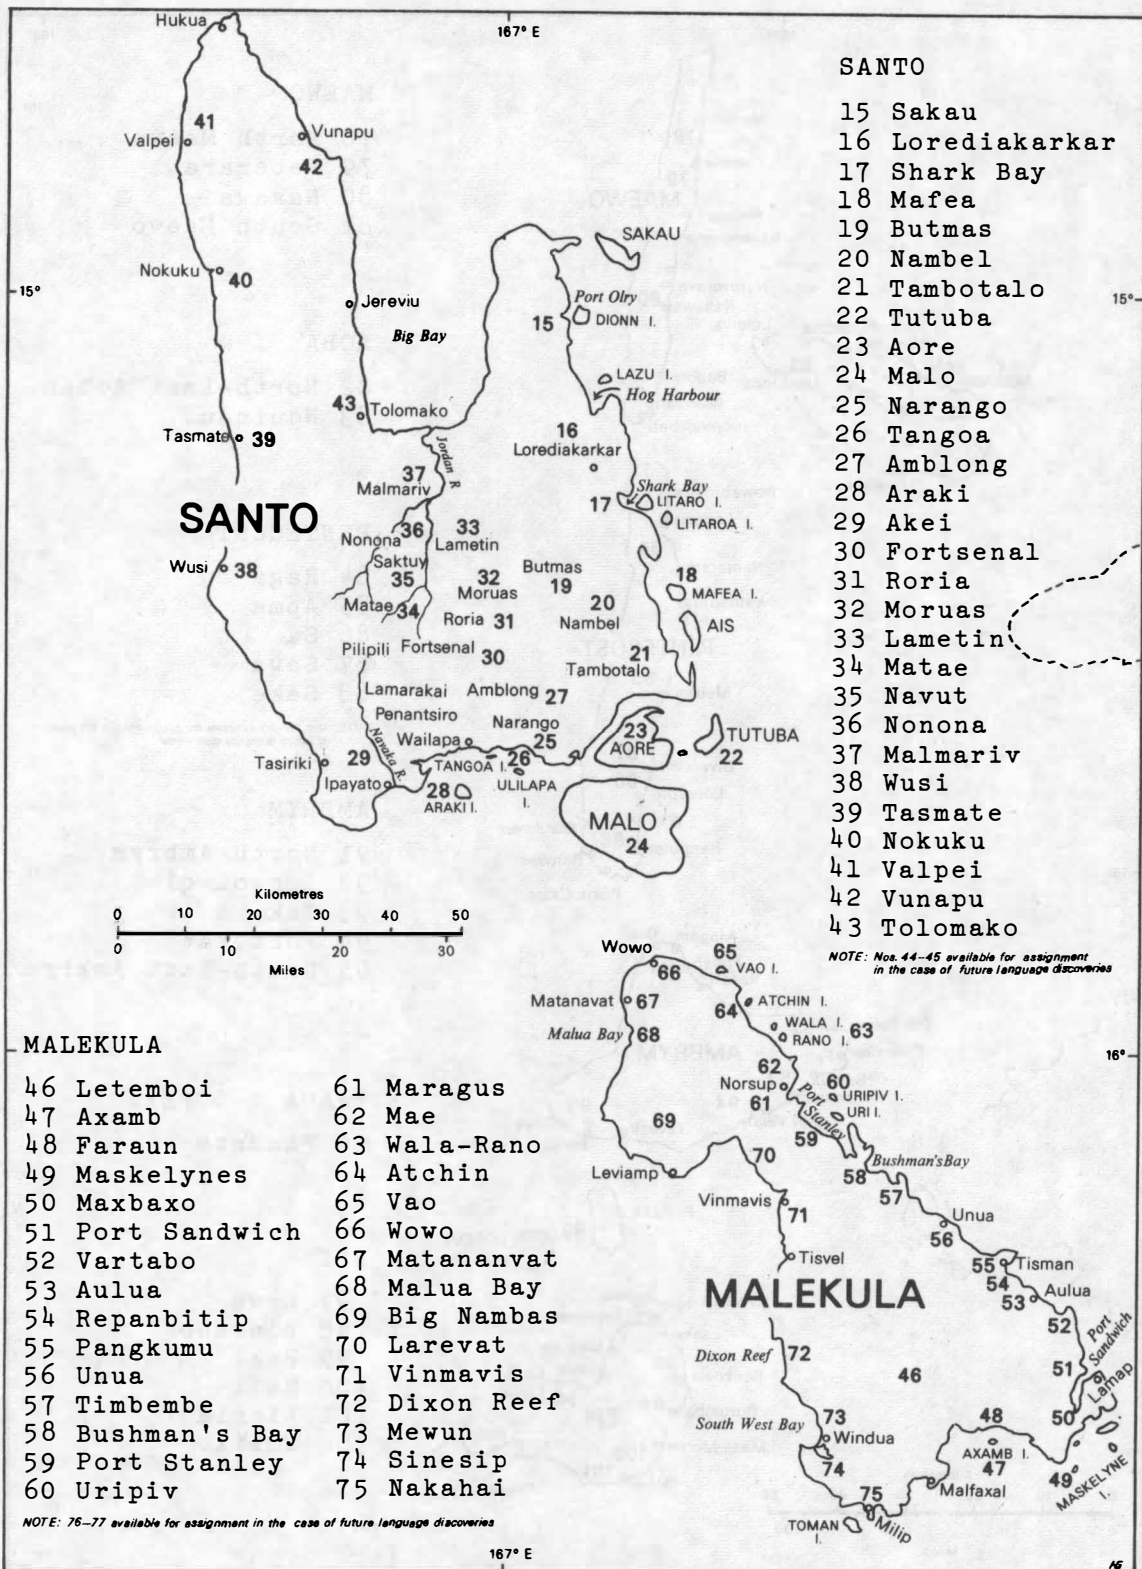 Hukua
167° E
SANTO
15 Sakau
16 Lorediakarkar
17 Shark Bay
18 Mafea
19 Butmas
20 Nambel
21 Tambotalo
22 Tutuba
23 Aore
24 Malo
25 Narango
26 Tangoa
27 Amblong
28 Araki
29 Akei
30 Fortsenal
31 Roria
32 Moruas
33 Lametin
34 Matae
35 Navut
36 Nonona
37 Malmariv
38 Wusi
39 Tasmate
40 Nokuku
41 Valpei
42 Vunapu
43 Tolomako
NOTE: Nos. 44-45 available for assignment
in the case of future language discoveries
41
Valpei
Vunapu
42
SAKAU
Nokuku
40
15°
15°
Jereviu
Big Bay
Port Olry
15
DIONN I.
LAZU I.
Hog Harbour
43
Tolomako
16
Lorediakarkar
Tasmate
39
Jordan R.
37
Malmariv
Shark Bay
17
LITARO I.
LITAROA I.
SANTO
33
Lametin
36
Nonona
Saktuy
35
Wusi
38
32
Moruas
Butmas
19
18
MAFEA I.
Matae
34
20
Nambel
AIS
Roria 31
Pilipili
Fortsenal
30
21
Tambotalo
Lamarakai
Amblong
27
Penantsiro
Narango
25
23
AORE
TUTUBA
22
Wailapa
Navaka R.
Tasiriki
29
TANGOA I.
26
ULILAPA
I.
Ipayato
28
ARAKI I.
MALO
24
Kilometres
0 10 20 30 40 50
0 10 20 30
Miles
Wowo
66
65
VAO I.
Matanavat
67
64
ATCHIN I.
Malua Bay
68
WALA I.
63
RANO I.
16°
62
Norsup
61
60
URIPIV I.
URI I.
Port Stanley
59
69
Leviamp
70
58
Bushman's Bay
57
Vinmavis
71
Unua
56
Tisvel
55
Tisman
54
53
Aulua
MALEKULA
52
Port Sandwich
Dixon Reef
72
46
51
Lamap
South West Bay
73
Windua
48
50
AXAMB I.
47
49
MASKELYNE
I.
74
Malfaxal
75
Milip
TOMAN
I.
MALEKULA
46 Letemboi
47 Axamb
48 Faraun
49 Maskelynes
50 Maxbaxo
51 Port Sandwich
52 Vartabo
53 Aulua
54 Repanbitip
55 Pangkumu
56 Unua
57 Timbembe
58 Bushman's Bay
59 Port Stanley
60 Uripiv
61 Maragus
62 Mae
63 Wala-Rano
64 Atchin
65 Vao
66 Wowo
67 Matananvat
68 Malua Bay
69 Big Nambas
70 Larevat
71 Vinmavis
72 Dixon Reef
73 Mewun
74 Sinesip
75 Nakahai
NOTE: 76-77 available for assignment in the case of future language discoveries
167° E